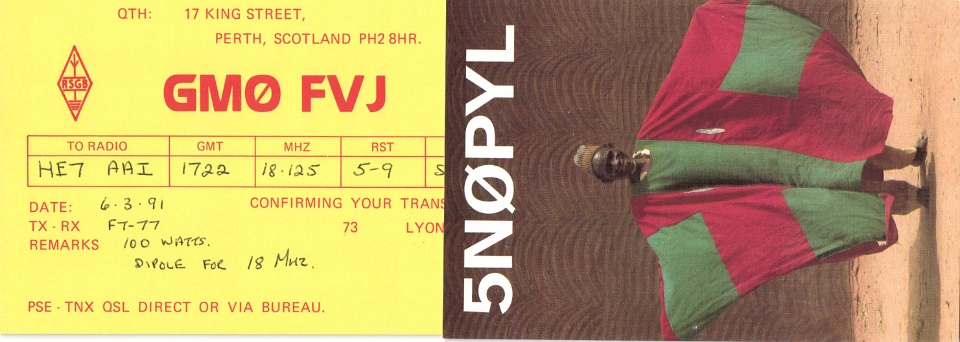 QTH: 17 KING STREET,
PERTH, SCOTLAND PH2 8HR.
RSGB
GMØ FVJ
TO RADIO GMT MHZ RST
HE7 AAI 1722 18.125 5-9 S
DATE: 6.3.91 CONFIRMING YOUR TRANS
TX-RX FT-77 73 LYON
REMARKS 100 WATTS.
DIPOLE FOR 18 MHZ.
PSE - TNX QSL DIRECT OR VIA BUREAU.
5NØPYL